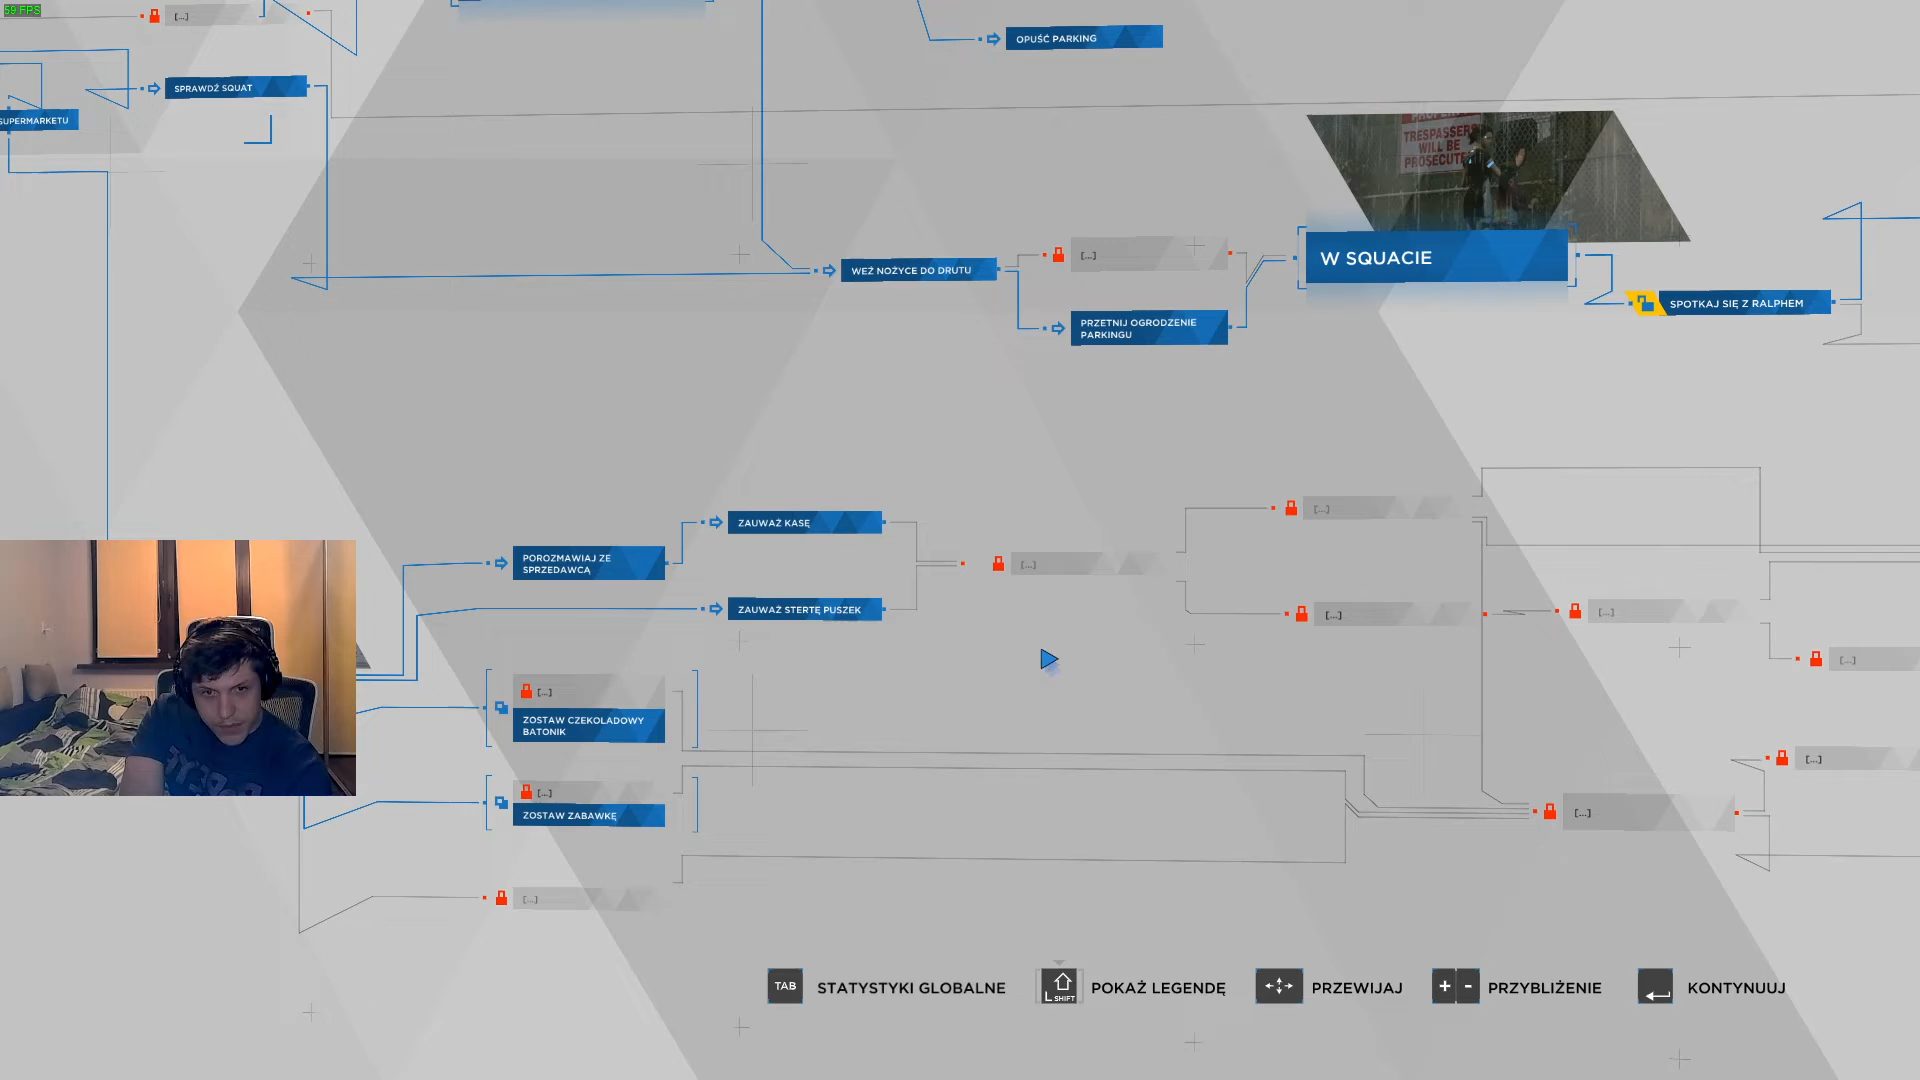 59 FPS
[...]
OPUŚĆ PARKING
SPRAWDŹ SQUAT
SUPERMARKETU
TRESPASSERS
WILL BE
PROSECUTED
[...]
W SQUACIE
WEŹ NOŻYCE DO DRUTU
SPOTKAJ SIĘ Z RALPHEM
PRZETNIJ OGRODZENIE
PARKINGU
[...]
ZAUWAŻ KASĘ
POROZMAWIAJ ZE
SPRZEDAWCĄ
[...]
ZAUWAŻ STERTĘ PUSZEK
[...]
[...]
[...]
[...]
ZOSTAW CZEKOLADOWY
BATONIK
[...]
[...]
ZOSTAW ZABAWKĘ
[...]
[...]
TAB
STATYSTYKI GLOBALNE
L SHIFT
POKAŻ LEGENDĘ
PRZEWIJAJ
+ -
PRZYBLIŻENIE
KONTYNUUJ